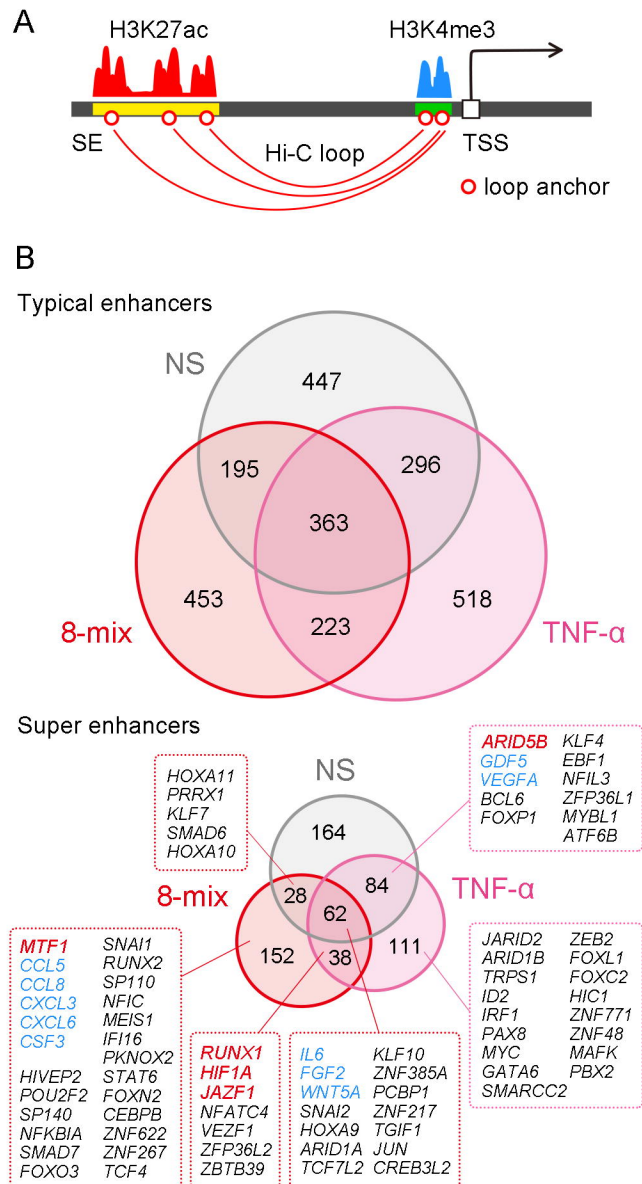 A
H3K27ac
H3K4me3
SE
Hi-C loop
TSS
loop anchor
B
Typical enhancers
NS
447
195
296
363
453
223
518
8-mix
TNF-α
Super enhancers
HOXA11
PRRX1
KLF7
SMAD6
HOXA10
NS
164
ARID5B KLF4
GDF5 EBF1
VEGFA NFIL3
BCL6 ZFP36L1
FOXP1 MYBL1
ATF6B
8-mix
28
84
TNF-α
62
152
38
111
MTF1 SNAI1
CCL5 RUNX2
CCL8 SP110
CXCL3 NFIC
CXCL6 MEIS1
CSF3 IFI16
PKNOX2
HIVEP2 STAT6
POU2F2 FOXN2
SP140 CEBPB
NFKBIA ZNF622
SMAD7 ZNF267
FOXO3 TCF4
RUNX1
HIF1A
JAZF1
NFATC4
VEZF1
ZFP36L2
ZBTB39
IL6 KLF10
FGF2 ZNF385A
WNT5A PCBP1
SNAI2 ZNF217
HOXA9 TGIF1
ARID1A JUN
TCF7L2 CREB3L2
JARID2 ZEB2
ARID1B FOXL1
TRPS1 FOXC2
ID2 HIC1
IRF1 ZNF771
PAX8 ZNF48
MYC MAFK
GATA6 PBX2
SMARCC2